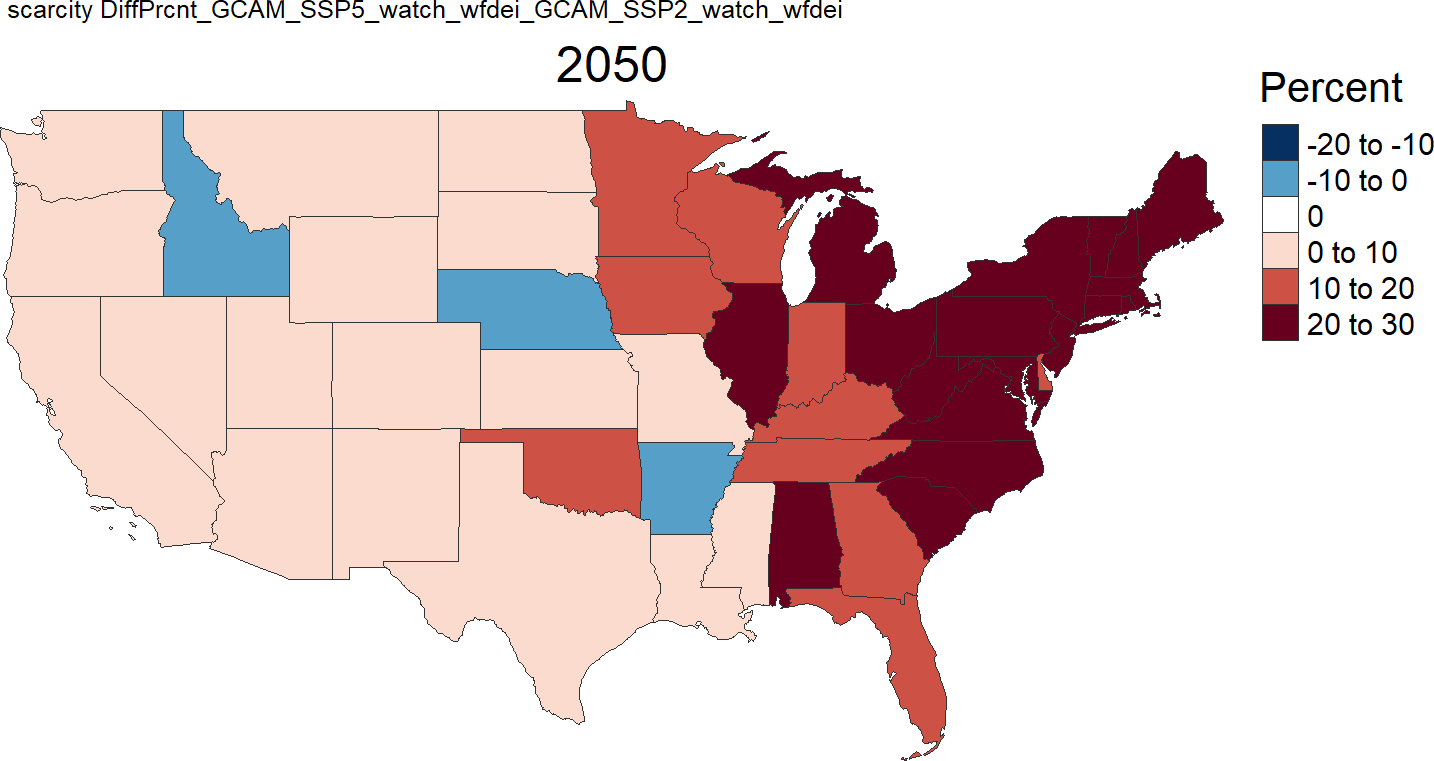 scarcity DiffPrcnt_GCAM_SSP5_watch_wfdei_GCAM_SSP2_watch_wfdei
2050
Percent
-20 to -10
-10 to 0
0
0 to 10
10 to 20
20 to 30